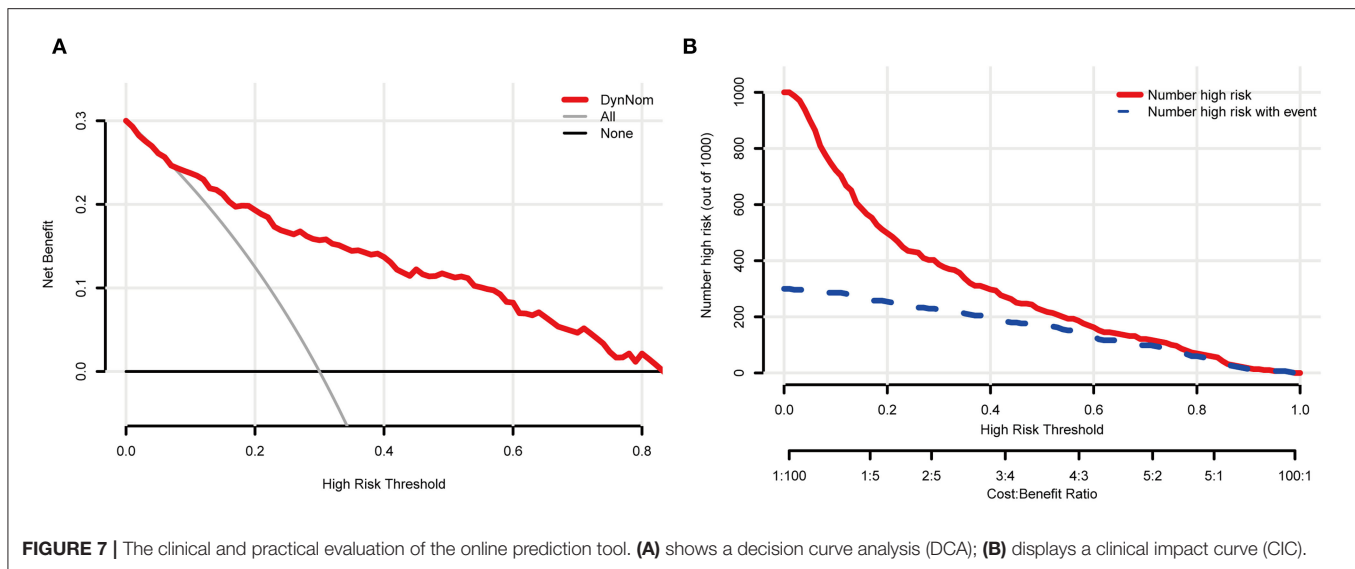 A
DynNom
All
None
0.3
0.2
0.1
0.0
Net Benefit
0.0 0.2 0.4 0.6 0.8
High Risk Threshold
B
Number high risk
Number high risk with event
1000
800
600
400
200
0
Number high risk (out of 1000)
0.0 0.2 0.4 0.6 0.8 1.0
High Risk Threshold
1:100 1:5 2:5 3:4 4:3 5:2 5:1 100:1
Cost:Benefit Ratio
FIGURE 7 | The clinical and practical evaluation of the online prediction tool. (A) shows a decision curve analysis (DCA); (B) displays a clinical impact curve (CIC).